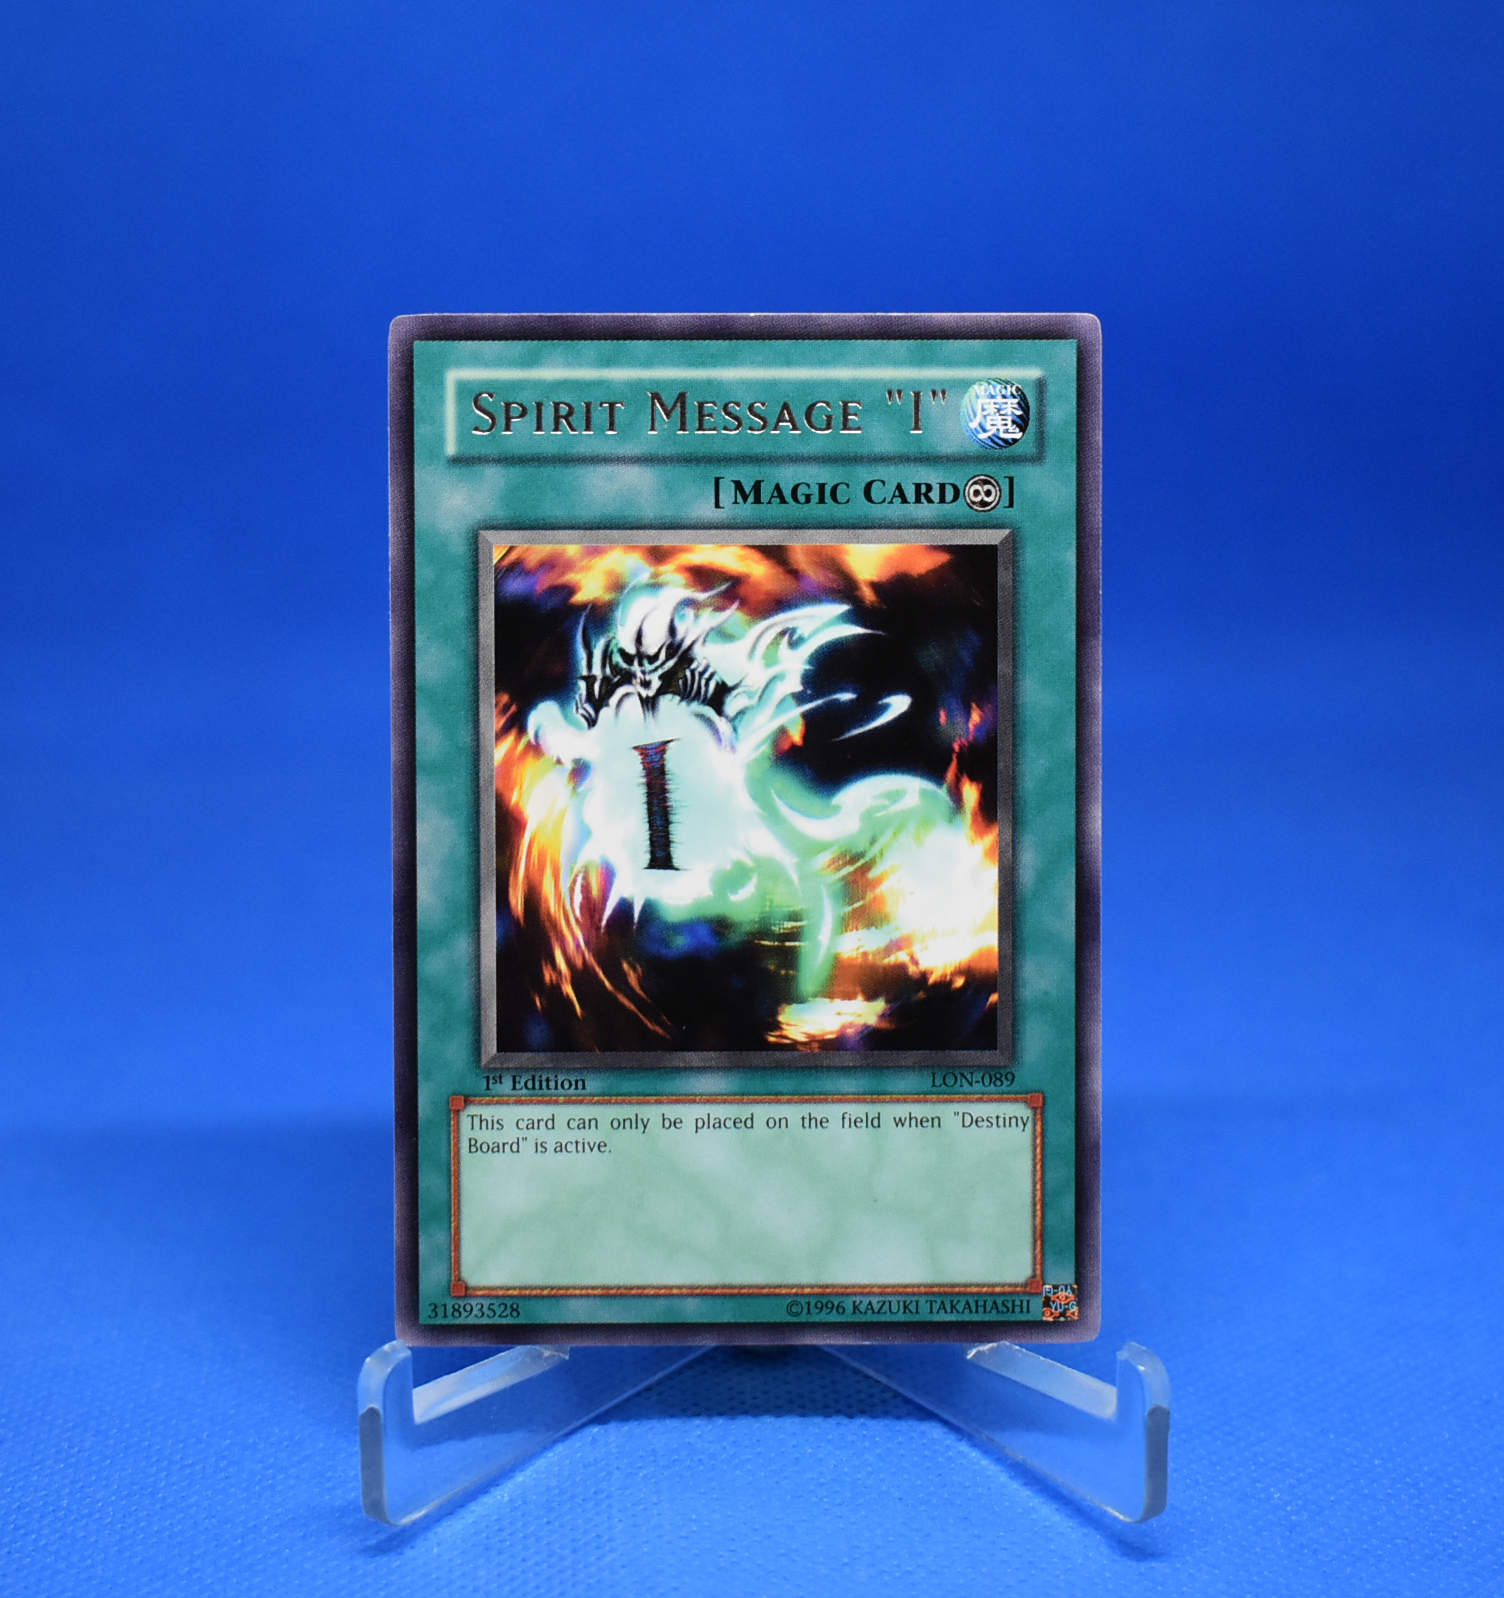 SPIRIT MESSAGE "I"
MAGIC
魔
[MAGIC CARD∞]
I
1st Edition
LON-089
This card can only be placed on the field when "Destiny
Board" is active.
31893528
©1996 KAZUKI TAKAHASHI